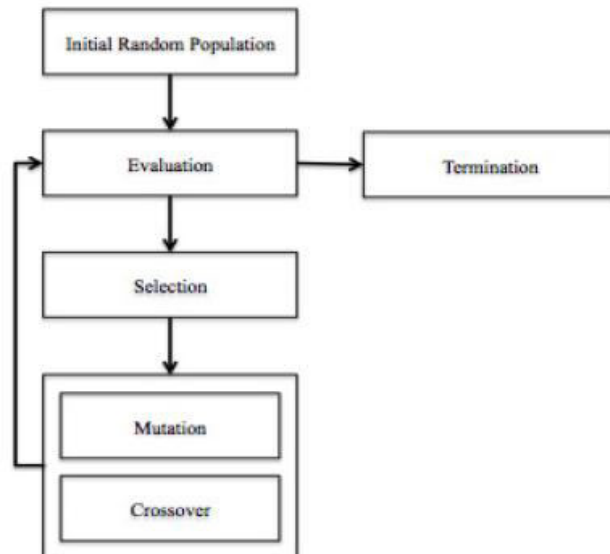 Initial Random Population
Evaluation
Termination
Selection
Mutation
Crossover